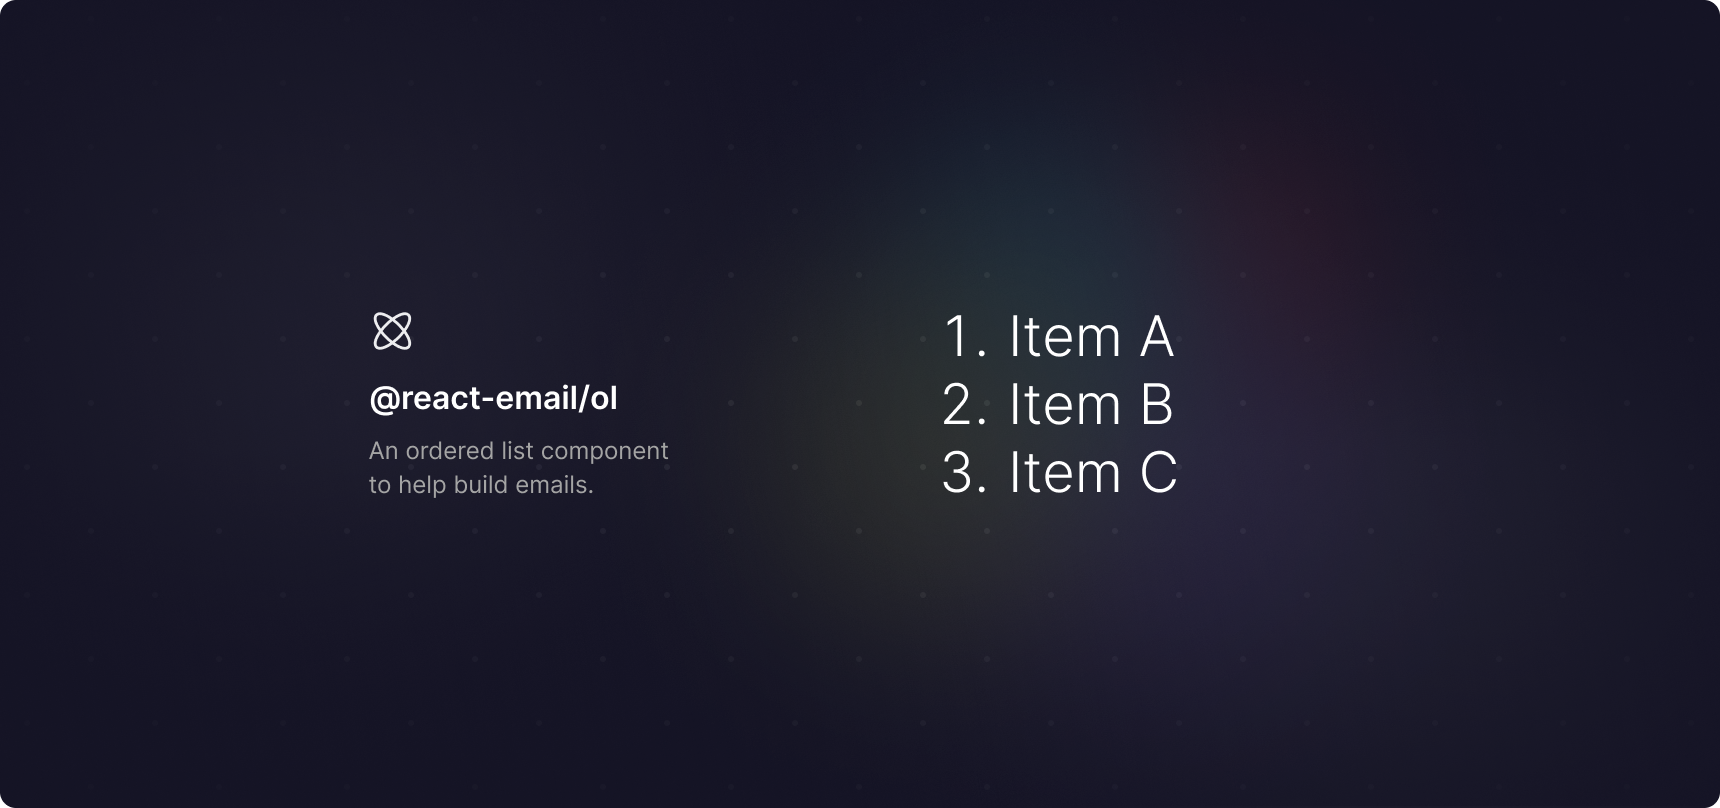 @react-email/ol
An ordered list component
to help build emails.
1. Item A
2. Item B
3. Item C